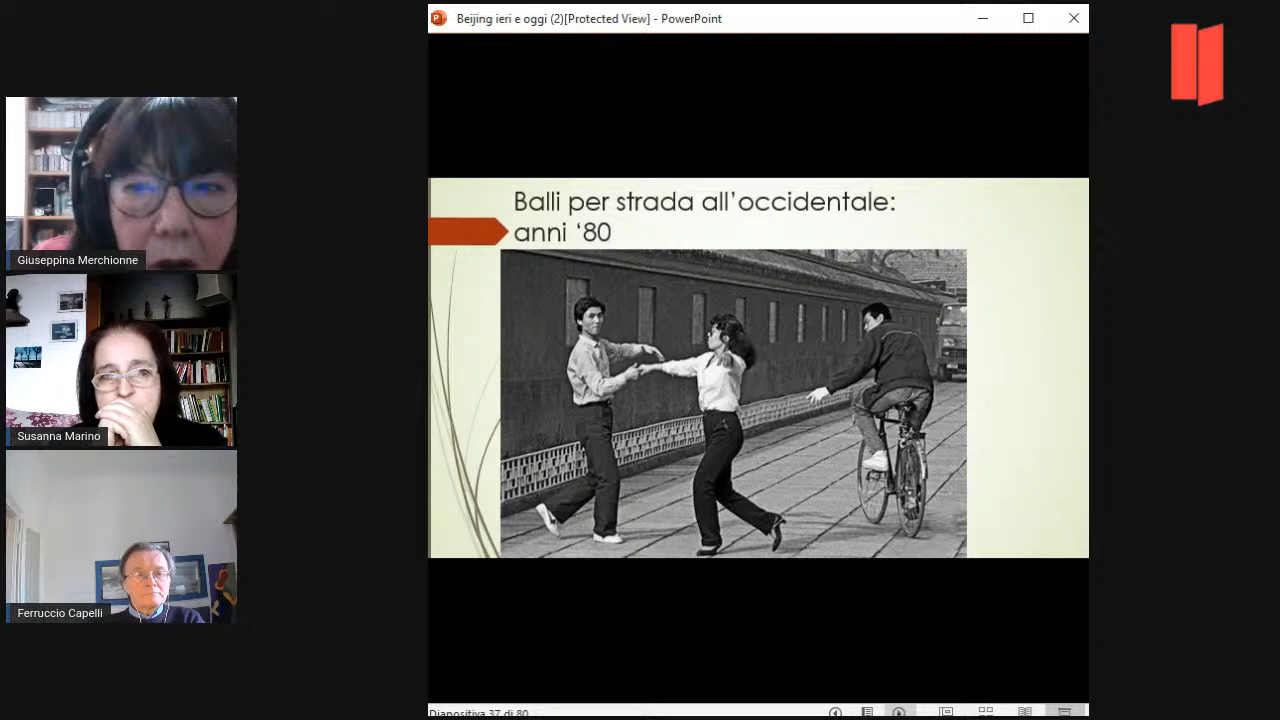 Beijing ieri e oggi (2)[Protected View] - PowerPoint
Giuseppina Merchionne
Susanna Marino
Ferruccio Capelli
Balli per strada all’occidentale:
anni ‘80
Diapositiva 37 di 80